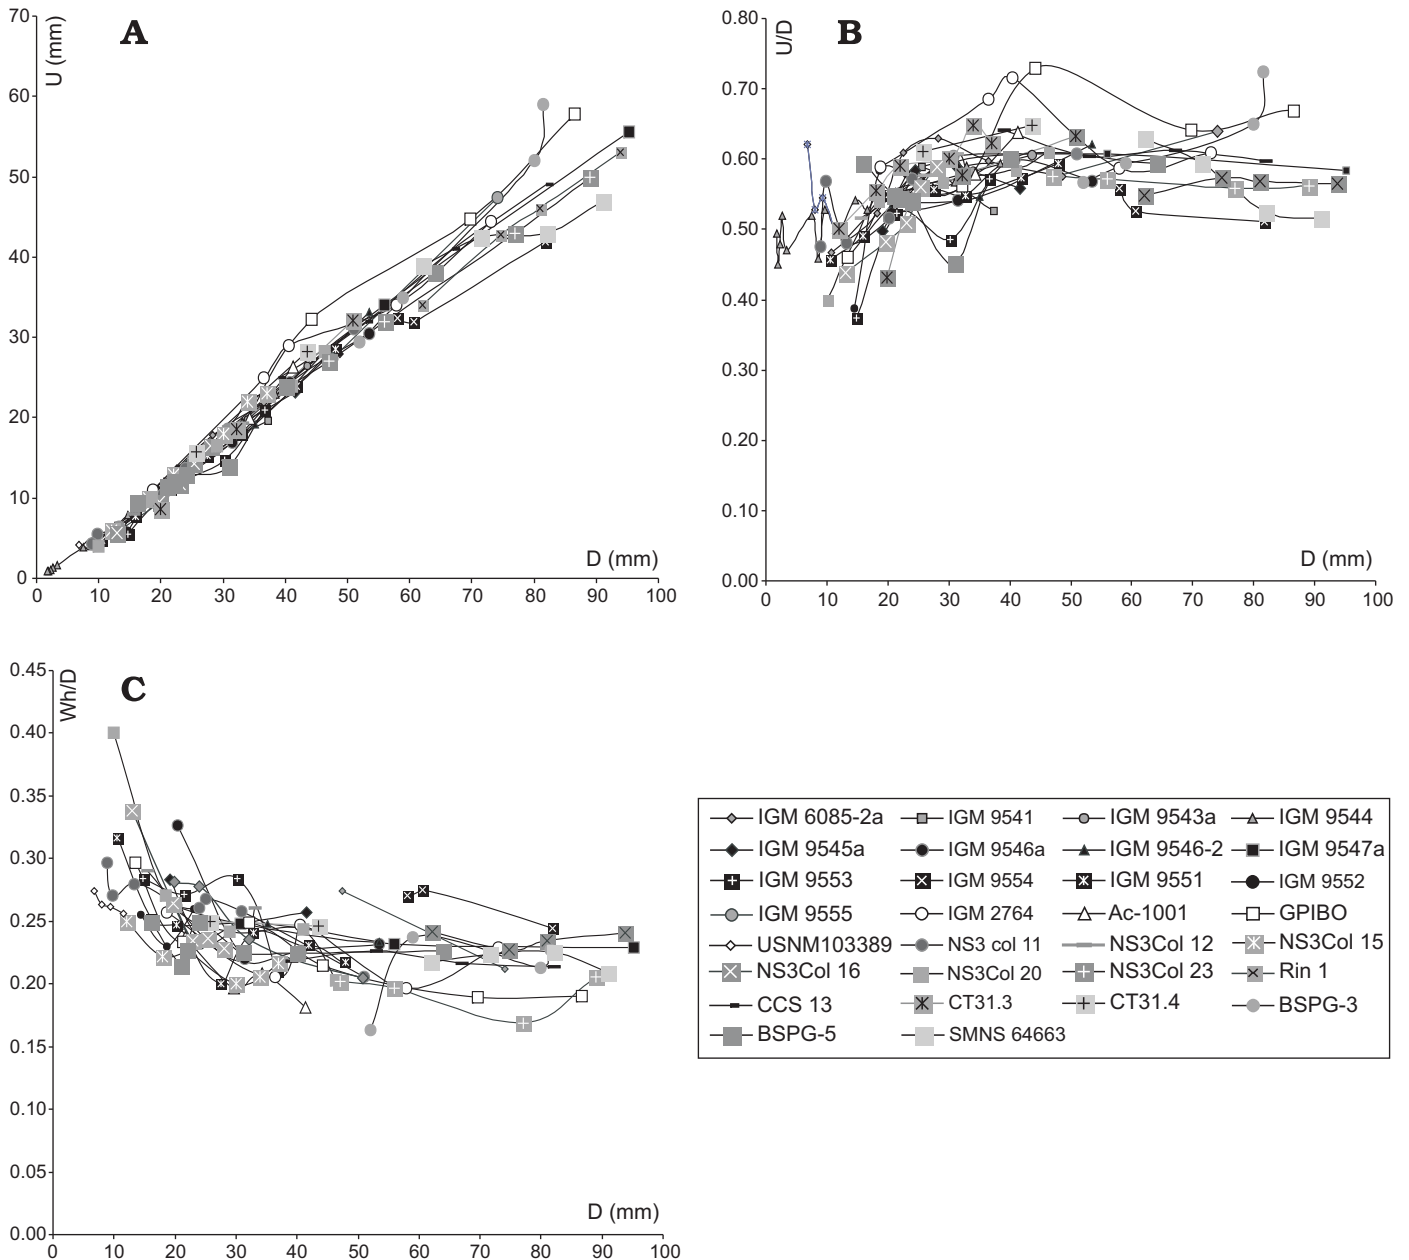 A
U (mm)
70
60
50
40
30
20
10
0
D (mm)
0 10 20 30 40 50 60 70 80 90 100
B
U/D
0.80
0.70
0.60
0.50
0.40
0.30
0.20
0.10
0.00
D (mm)
0 10 20 30 40 50 60 70 80 90 100
C
Wh/D
0.45
0.40
0.35
0.30
0.25
0.20
0.15
0.10
0.05
0.00
D (mm)
0 10 20 30 40 50 60 70 80 90 100
IGM 6085-2a IGM 9541 IGM 9543a IGM 9544
IGM 9545a IGM 9546a IGM 9546-2 IGM 9547a
IGM 9553 IGM 9554 IGM 9551 IGM 9552
IGM 9555 IGM 2764 Ac-1001 GPIBO
USNM103389 NS3 col 11 NS3Col 12 NS3Col 15
NS3Col 16 NS3Col 20 NS3Col 23 Rin 1
CCS 13 CT31.3 CT31.4 BSPG-3
BSPG-5 SMNS 64663